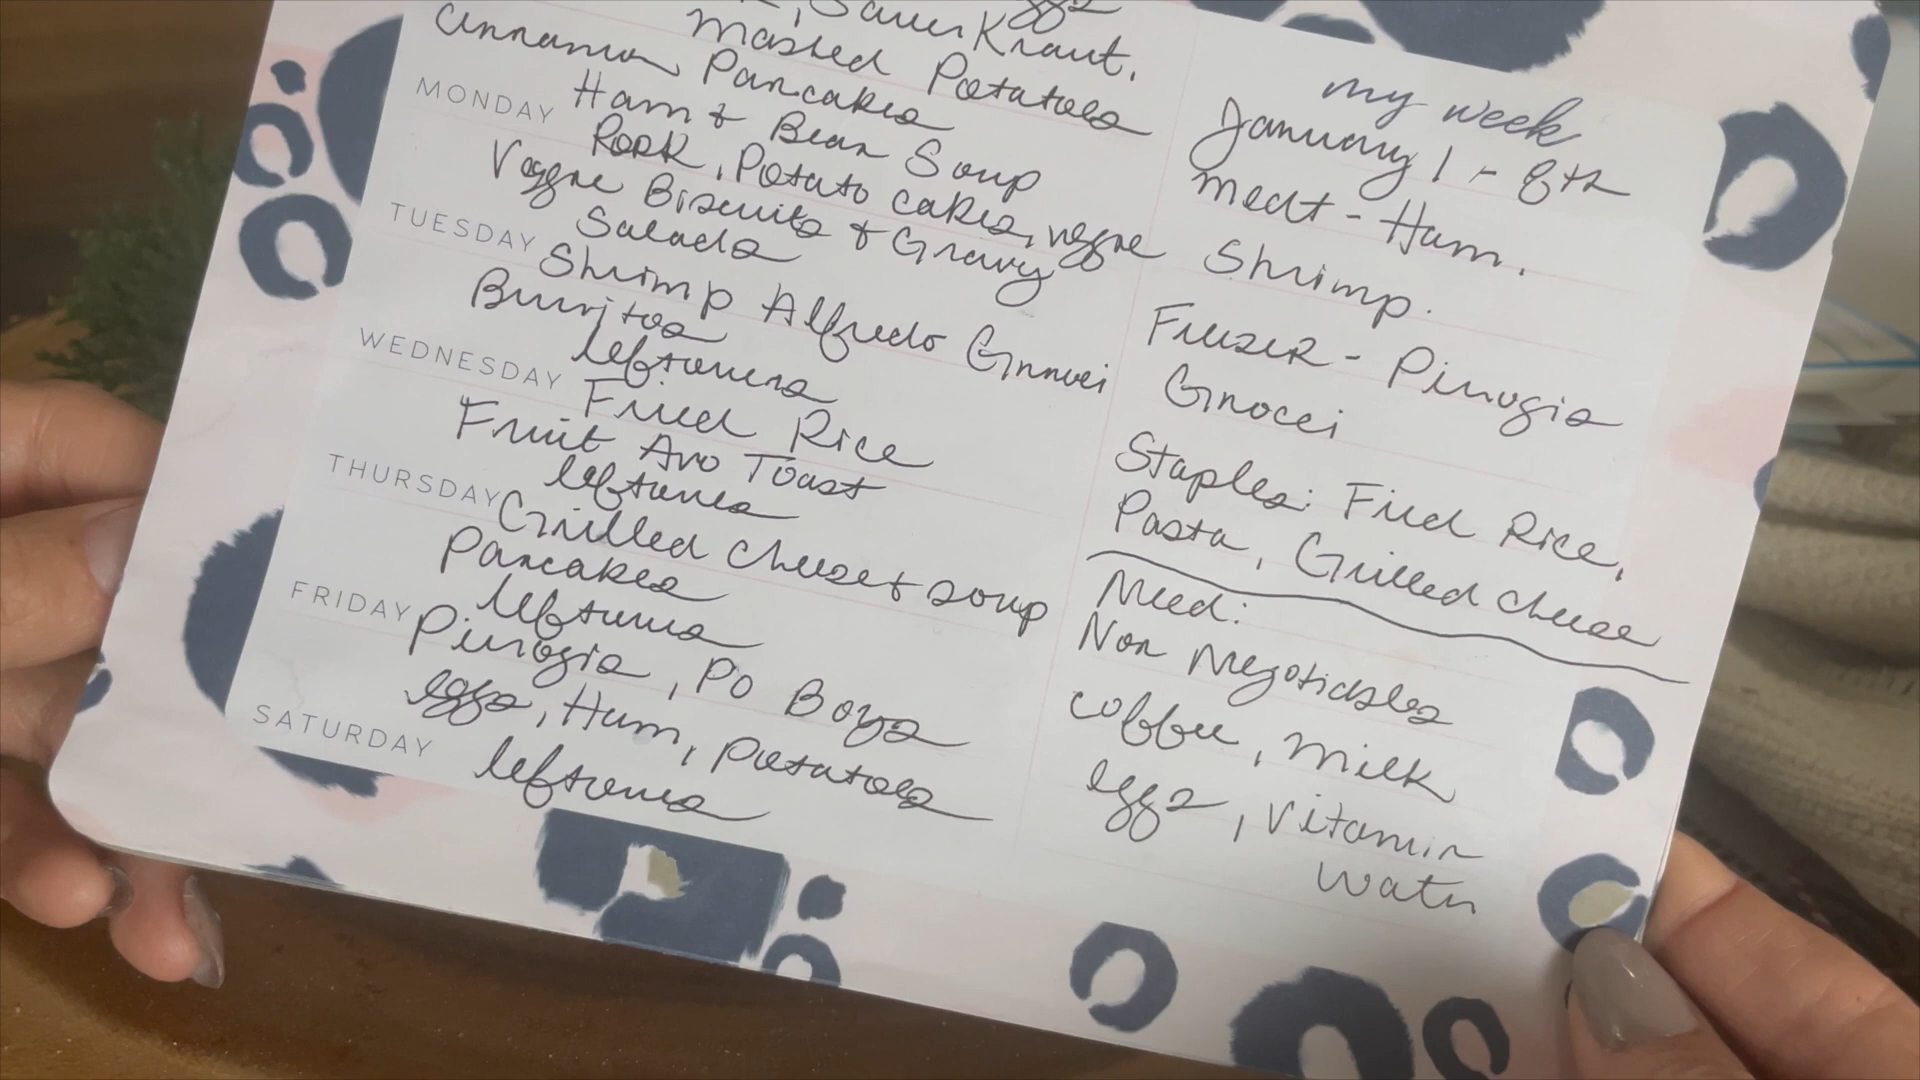 eggs
, SauerKraut,
Mashed Potatoes
Cinnamon Pancakes
MONDAY Ham & Bean Soup
Pork, Potato cakes, veggie
Veggie Biscuits & Gravy
TUESDAY Salads
Shrimp Alfredo Gnnoci
Burritos
WEDNESDAY leftovers
Fried Rice
Fruit Avo Toast
THURSDAY leftovers
Grilled Cheese & Soup
Pancakes
FRIDAY leftovers
Pierogis, Po Boys
eggs, Ham, Potatoes
SATURDAY leftovers
my week
January 1 - 8th
Meat - Ham.
Shrimp.
Freezer - Pierogis
Gnocci
Staples: Fried Rice,
Pasta, Grilled Cheese
Need:
Non Negotiables
coffee, milk
eggs, Vitamin
Water